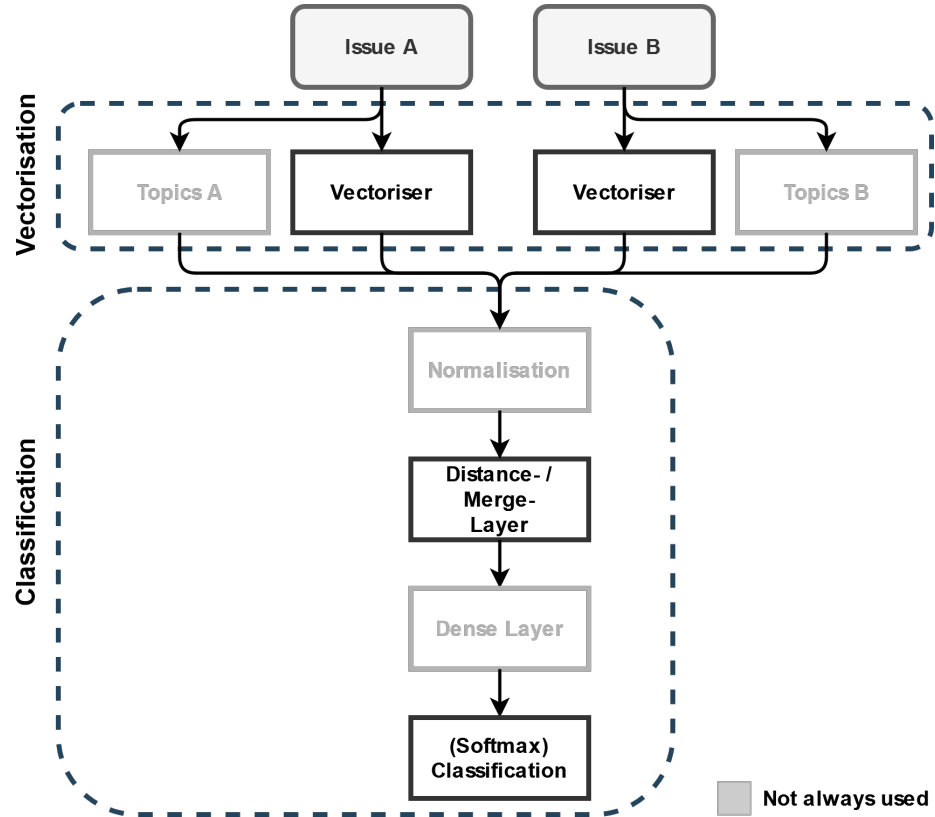 Issue A
Issue B
Vectorisation
Topics A
Vectoriser
Vectoriser
Topics B
Classification
Normalisation
Distance- /
Merge-
Layer
Dense Layer
(Softmax)
Classification
Not always used